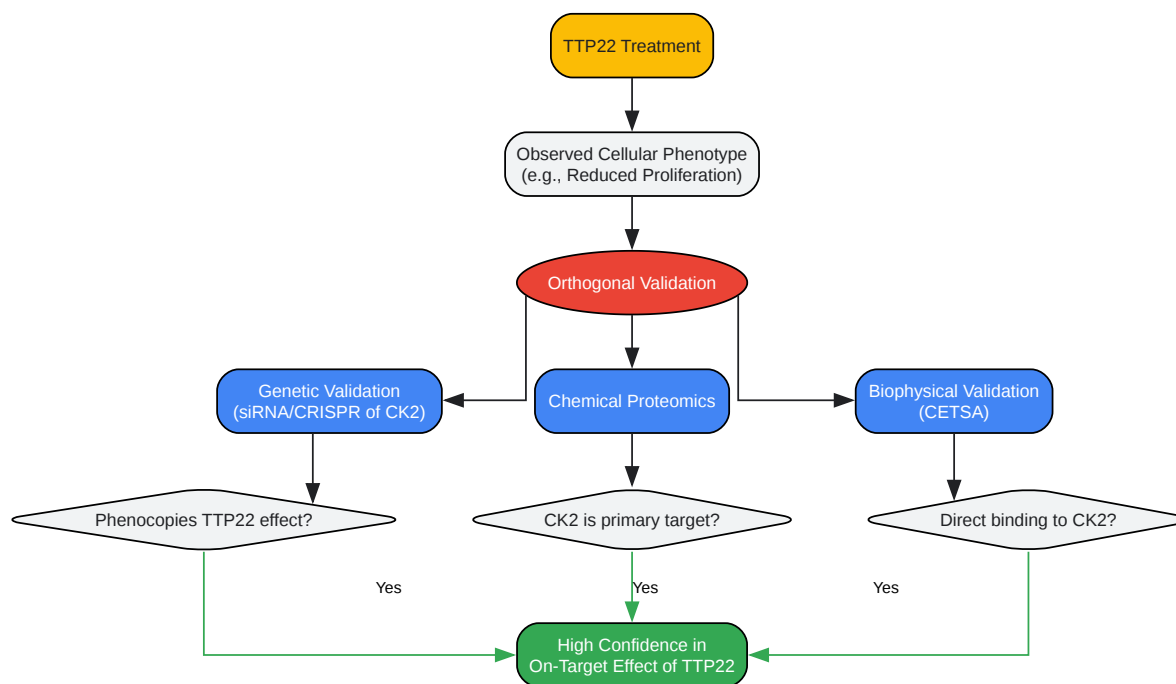 TTP22 Treatment
Observed Cellular Phenotype
(e.g., Reduced Proliferation)
Orthogonal Validation
Genetic Validation
(siRNA/CRISPR of CK2)
Chemical Proteomics
Biophysical Validation
(CETSA)
Phenocopies TTP22 effect?
CK2 is primary target?
Direct binding to CK2?
Yes
Yes
Yes
High Confidence in
On-Target Effect of TTP22